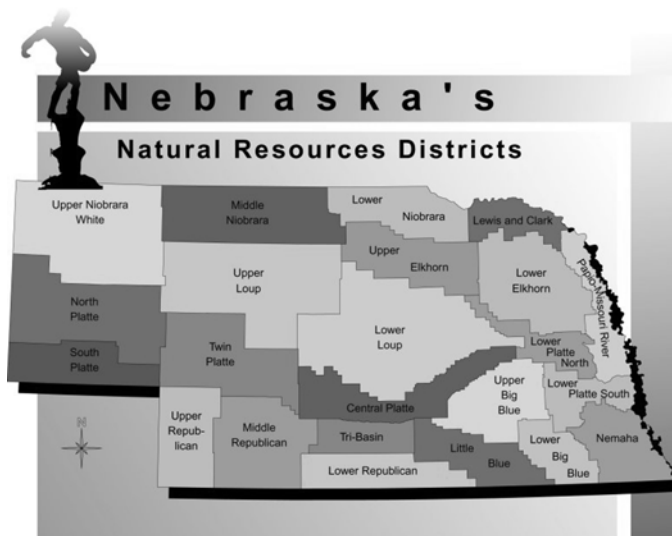 Nebraska's
Natural Resources Districts
Upper Niobrara
White
Middle
Niobrara
Lower
Niobrara
Lewis and Clark
Upper
Elkhorn
Lower
Elkhorn
Papio-Missouri River
Upper
Loup
North
Platte
South
Platte
Twin
Platte
Lower
Loup
Lower
Platte
North
Central Platte
Upper
Big
Blue
Lower
Platte South
Upper
Repub-
lican
Middle
Republican
Tri-Basin
Lower Republican
Little
Blue
Lower
Big
Blue
Nemaha
N